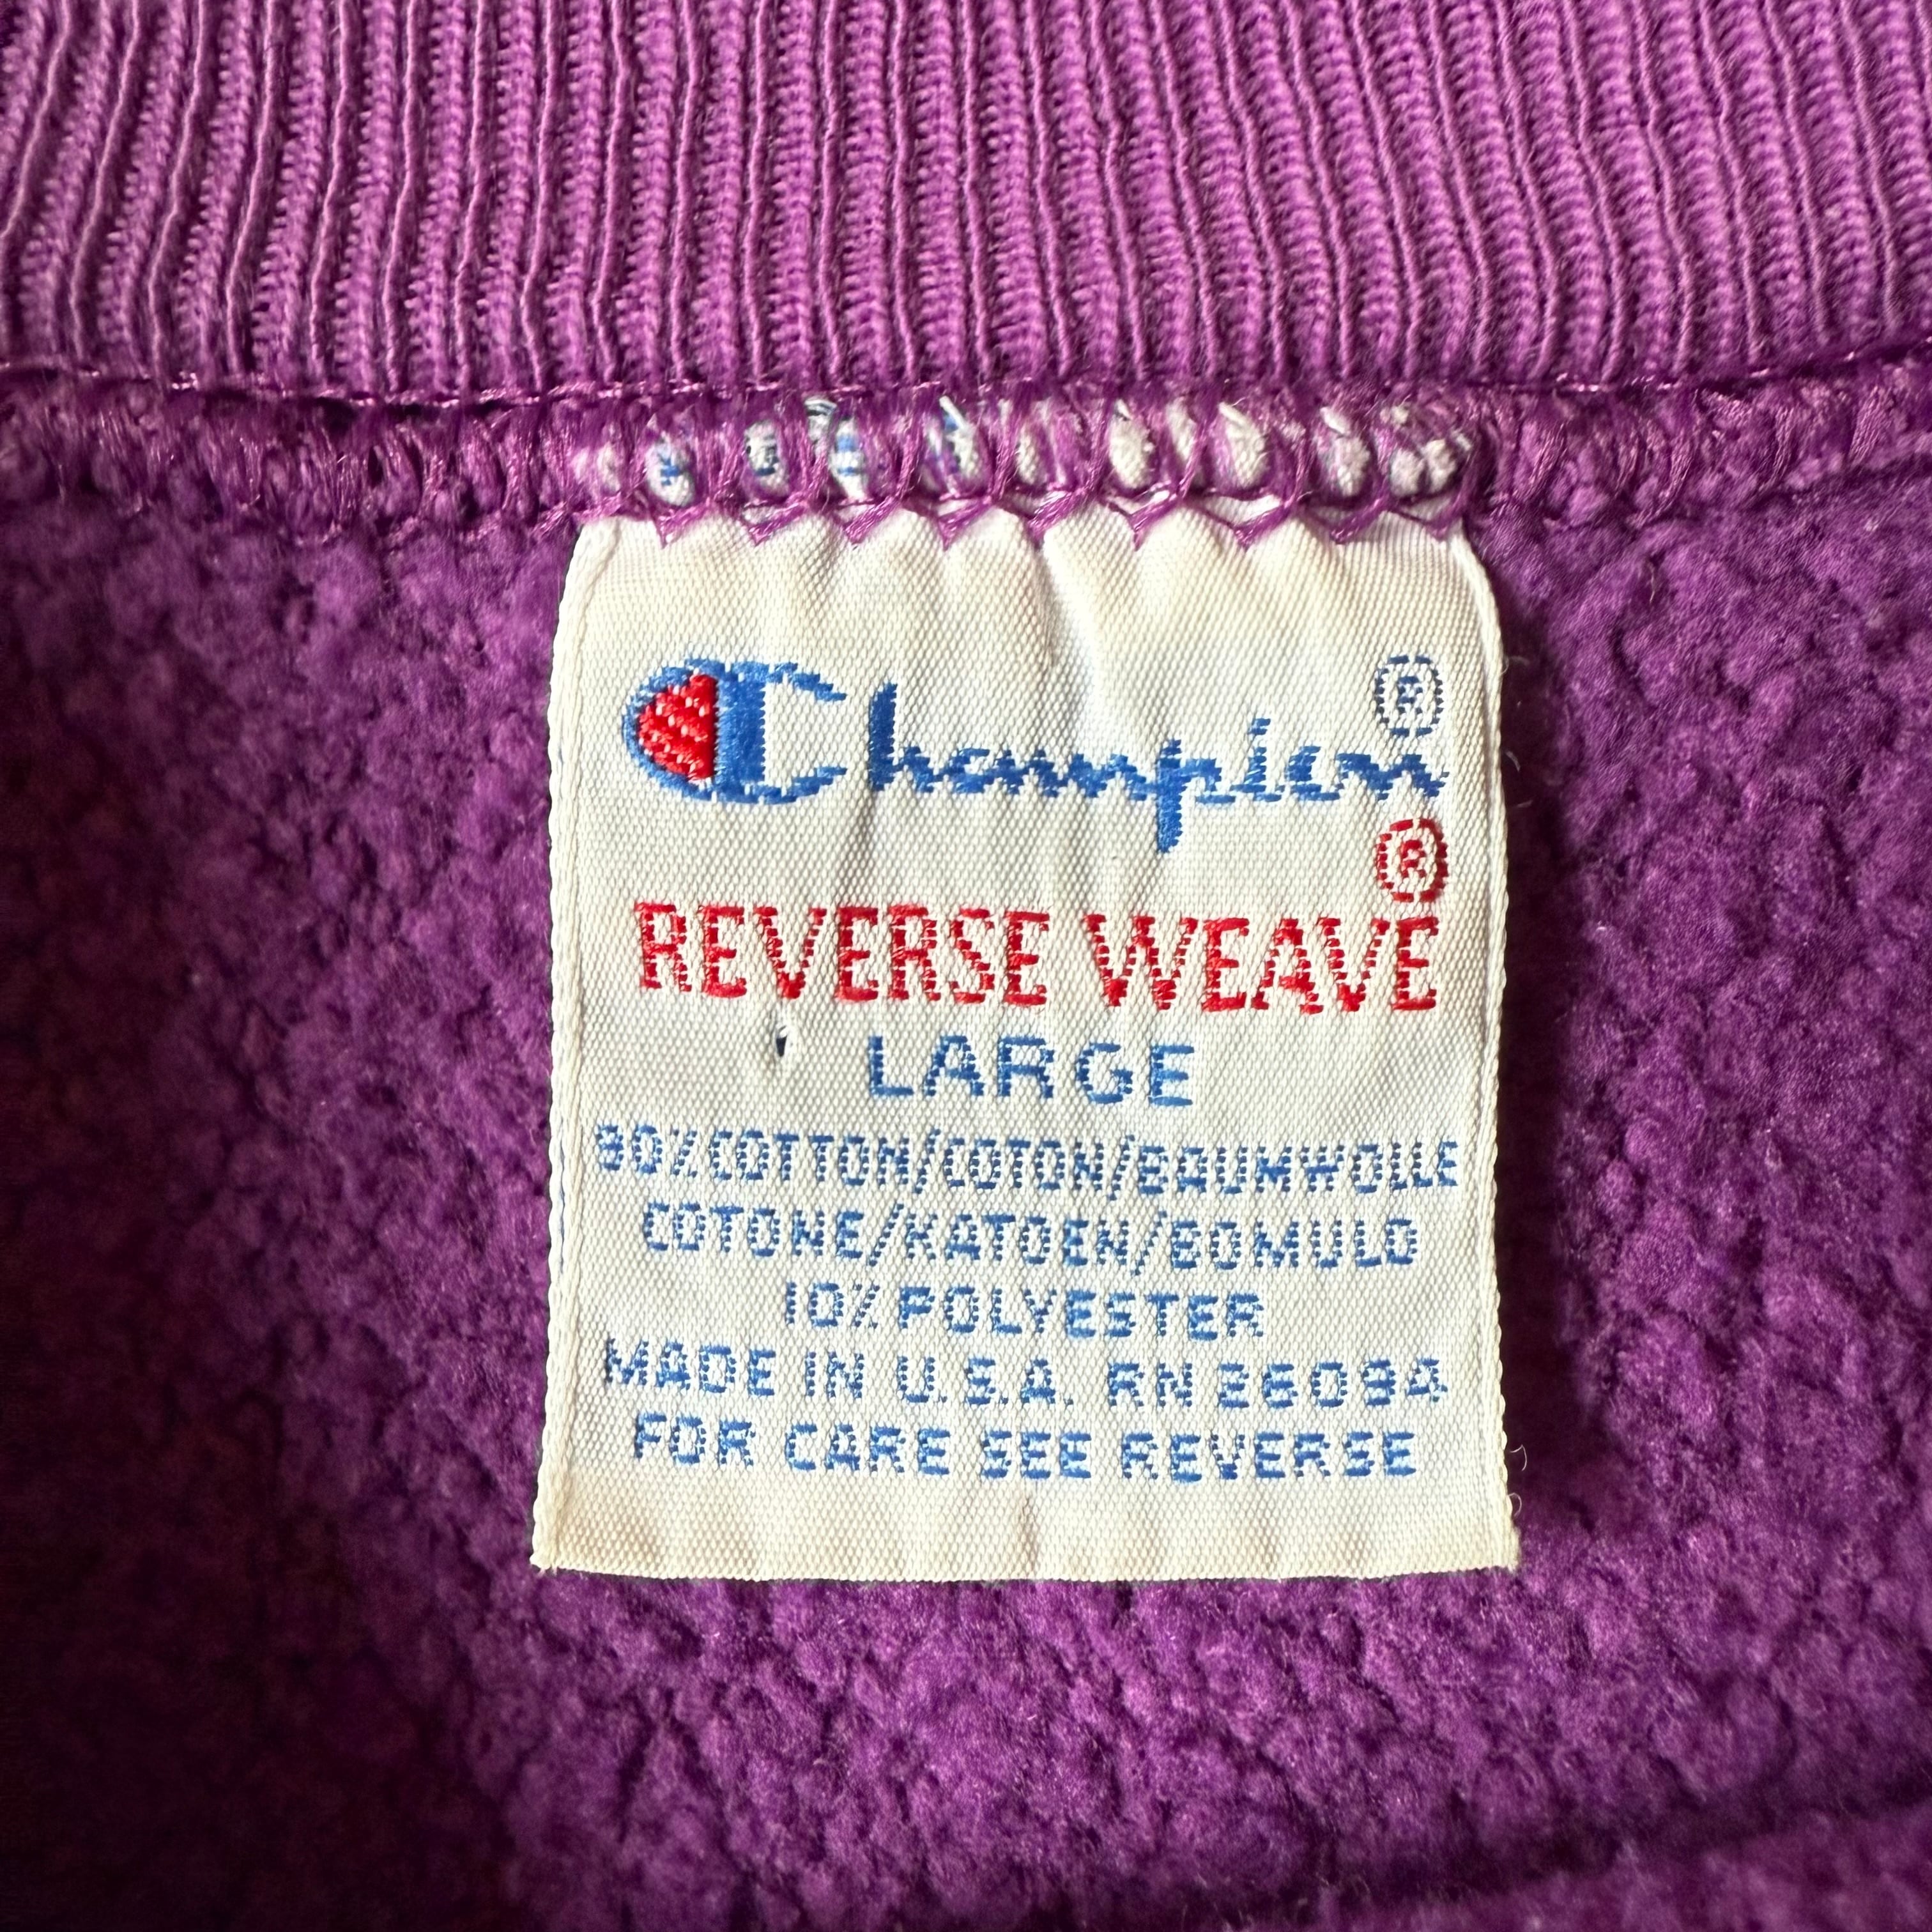 Champion®
REVERSE WEAVE®
LARGE
90%COTTON/COTON/BAUMWOLLE
COTONE/KATOEN/BOMULD
10% POLYESTER
MADE IN U.S.A. RN 26094
FOR CARE SEE REVERSE